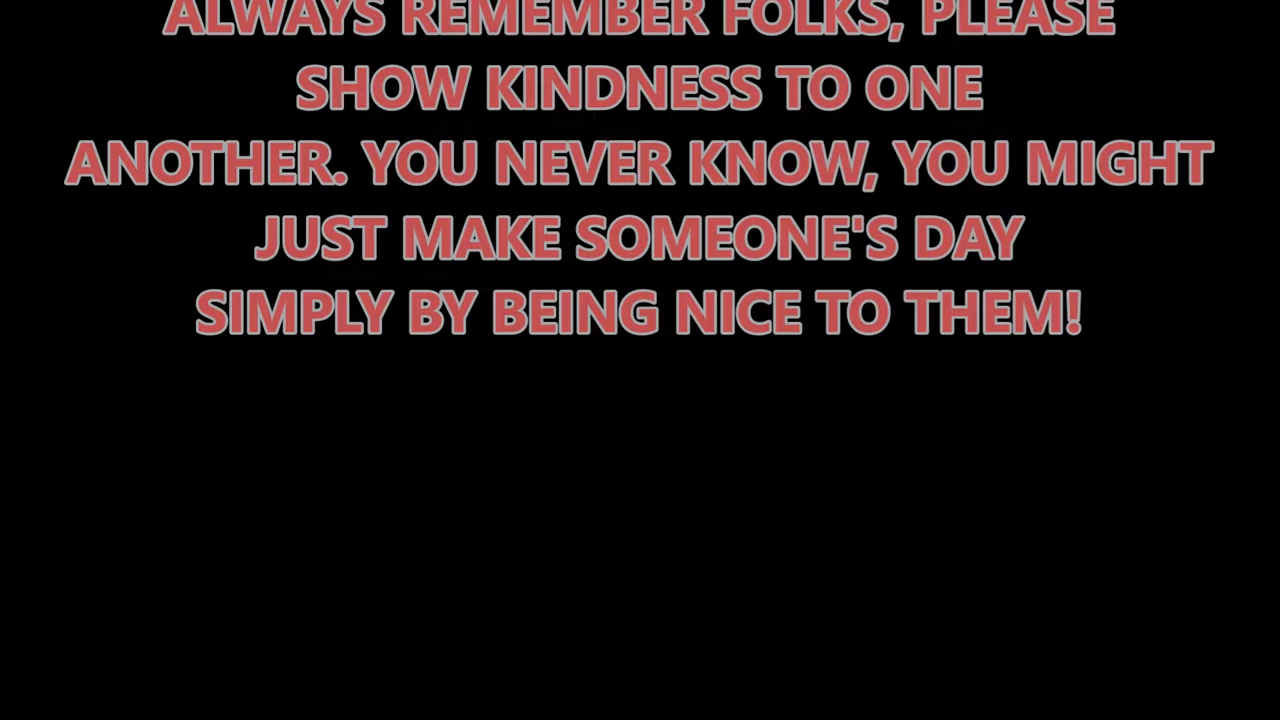 ALWAYS REMEMBER FOLKS, PLEASE
SHOW KINDNESS TO ONE
ANOTHER. YOU NEVER KNOW, YOU MIGHT
JUST MAKE SOMEONE'S DAY
SIMPLY BY BEING NICE TO THEM!